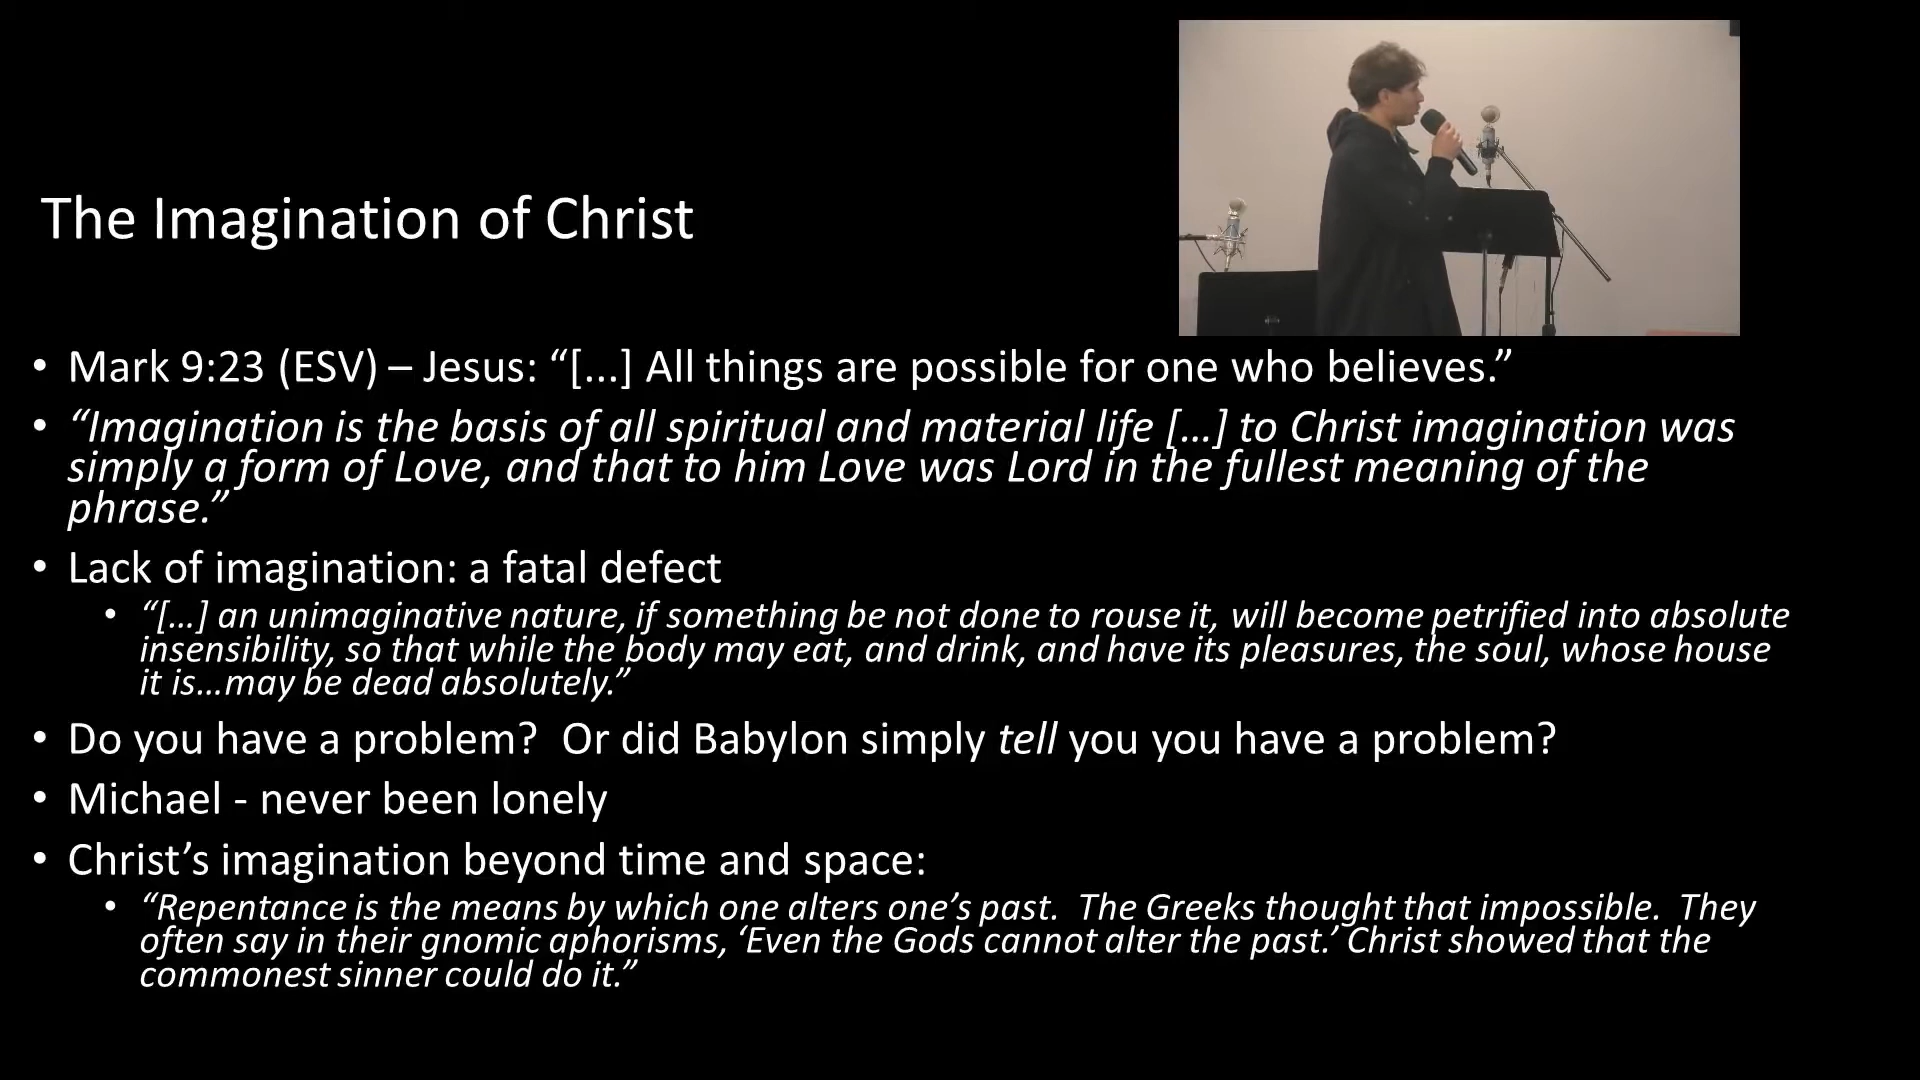 The Imagination of Christ
• Mark 9:23 (ESV) – Jesus: “[...] All things are possible for one who believes.”
• “Imagination is the basis of all spiritual and material life [...] to Christ imagination was
simply a form of Love, and that to him Love was Lord in the fullest meaning of the
phrase.”
• Lack of imagination: a fatal defect
• “[...] an unimaginative nature, if something be not done to rouse it, will become petrified into absolute
insensibility, so that while the body may eat, and drink, and have its pleasures, the soul, whose house
it is...may be dead absolutely.”
• Do you have a problem?  Or did Babylon simply tell you you have a problem?
• Michael - never been lonely
• Christ’s imagination beyond time and space:
• “Repentance is the means by which one alters one’s past.  The Greeks thought that impossible.  They
often say in their gnomic aphorisms, ‘Even the Gods cannot alter the past.’ Christ showed that the
commonest sinner could do it.”